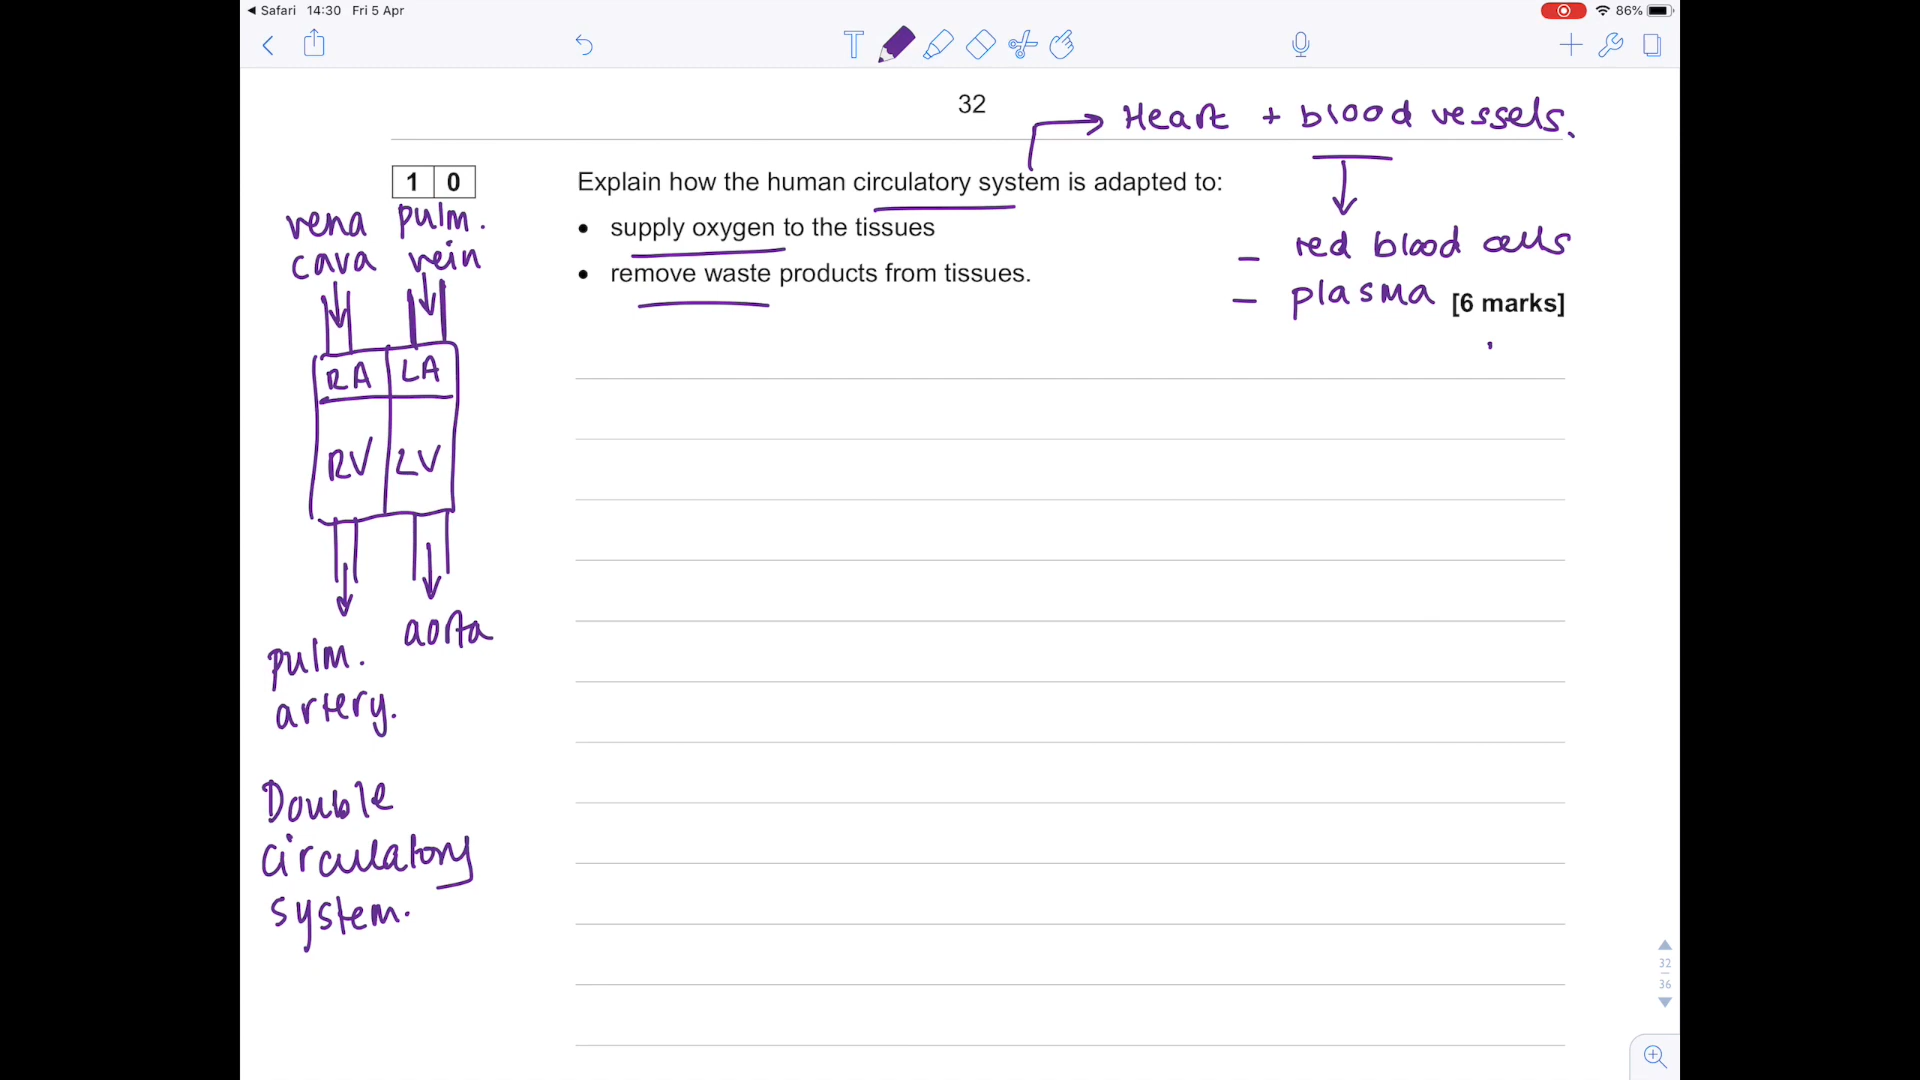 Safari 14:30 Fri 5 Apr
86%
32
Heart + blood vessels.
1 0
Explain how the human circulatory system is adapted to:
• supply oxygen to the tissues
• remove waste products from tissues.
- red blood cells
- plasma
[6 marks]
vena cava
pulm. vein
RA LA
RV LV
aorta
pulm.
artery.
Double
circulatory
system.
32
36